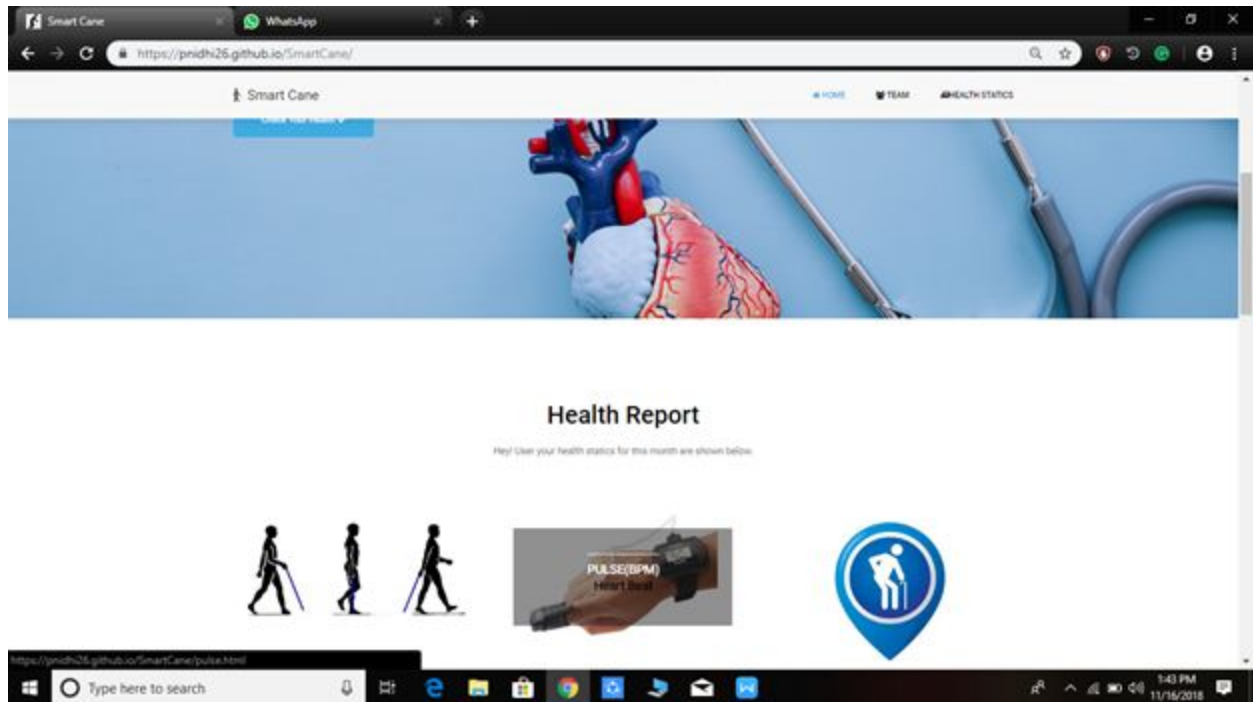 Smart Cane
WhatsApp
https://pnidhi26.github.io/SmartCane/
Smart Cane
HOME
TEAM
HEALTH STATICS
Health Report
Hey! User your health statics for this month are shown below.
PULSE(BPM)
Heart Beat
https://pnidhi26.github.io/SmartCane/pulse.html
Type here to search
1:43 PM
11/16/2018